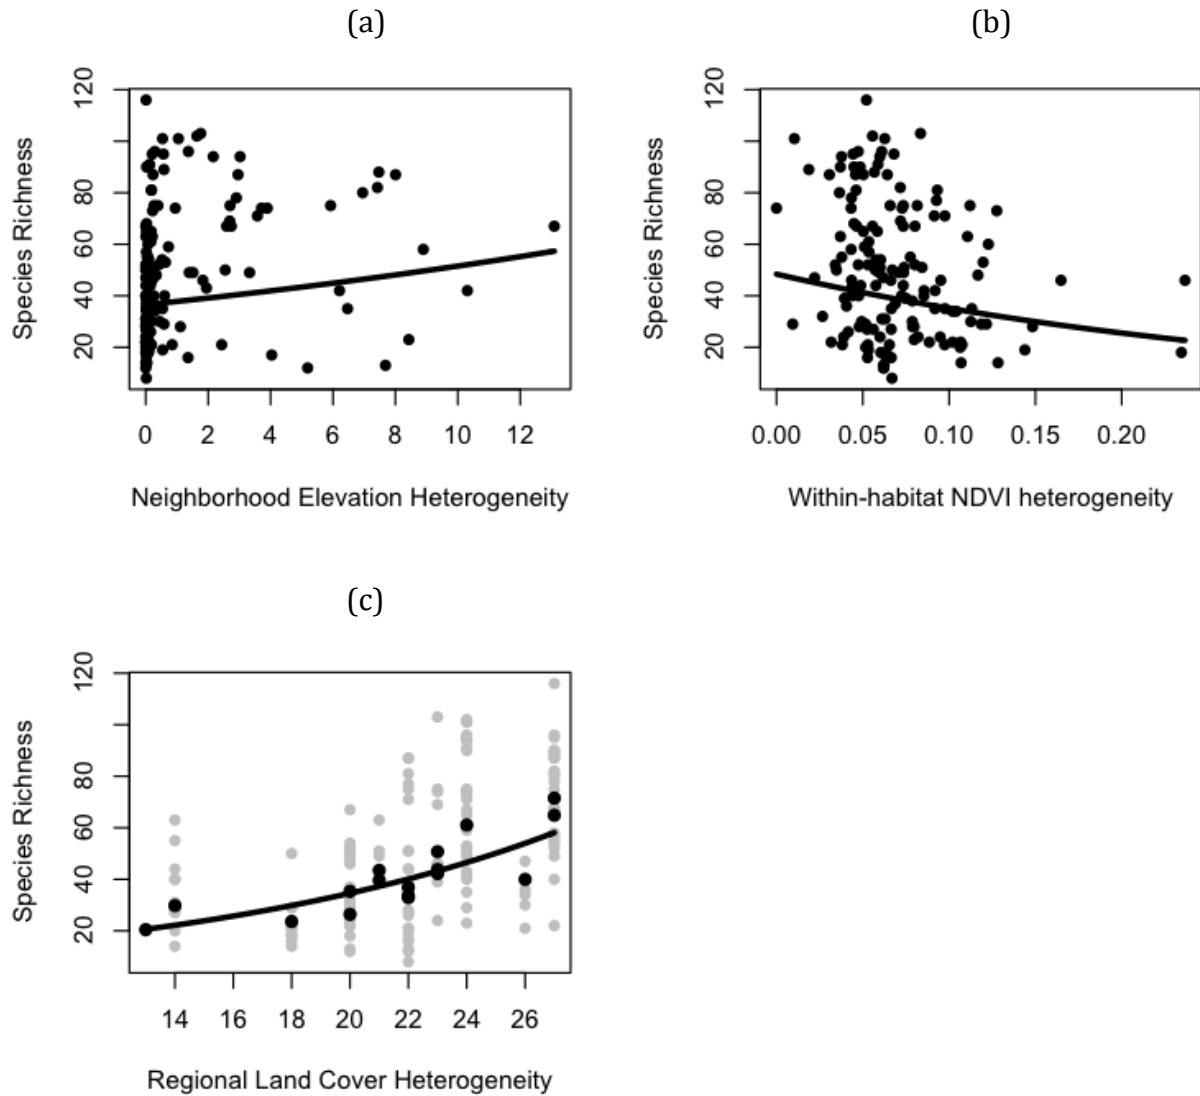 (a)
(b)
Species Richness
120
80
60
40
20
0 2 4 6 8 10 12
Neighborhood Elevation Heterogeneity
Species Richness
120
80
60
40
20
0.00 0.05 0.10 0.15 0.20
Within-habitat NDVI heterogeneity
(c)
Species Richness
120
80
60
40
20
14 16 18 20 22 24 26
Regional Land Cover Heterogeneity